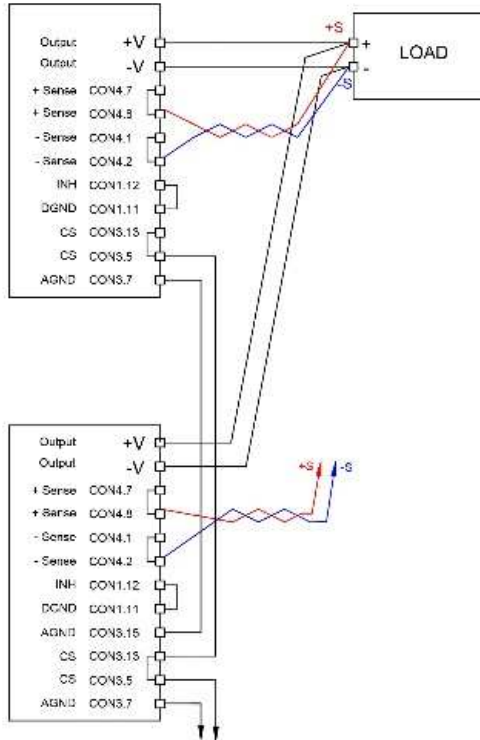 Output +V
Output -V
+ Sense CON4.7
+ Sense CON4.8
- Sense CON4.1
- Sense CON4.2
INH CON1.12
DGND CON1.11
CS CON3.13
CS CON3.5
AGND CON3.7
+S
+
-
-S
LOAD
Output +V
Output -V
+ Sense CON4.7
+ Sense CON4.8
- Sense CON4.1
- Sense CON4.2
INH CON1.12
DGND CON1.11
AGND CON3.15
CS CON3.13
CS CON3.5
AGND CON3.7
+S -S